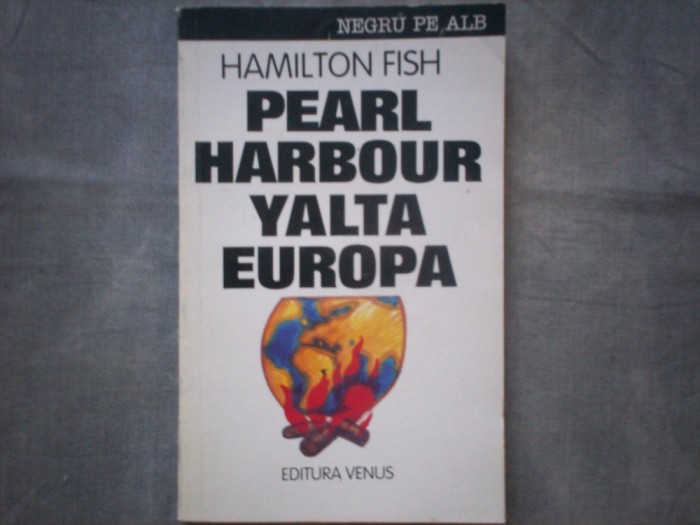 NEGRU PE ALB
HAMILTON FISH
PEARL
HARBOUR
YALTA
EUROPA
EDITURA VENUS